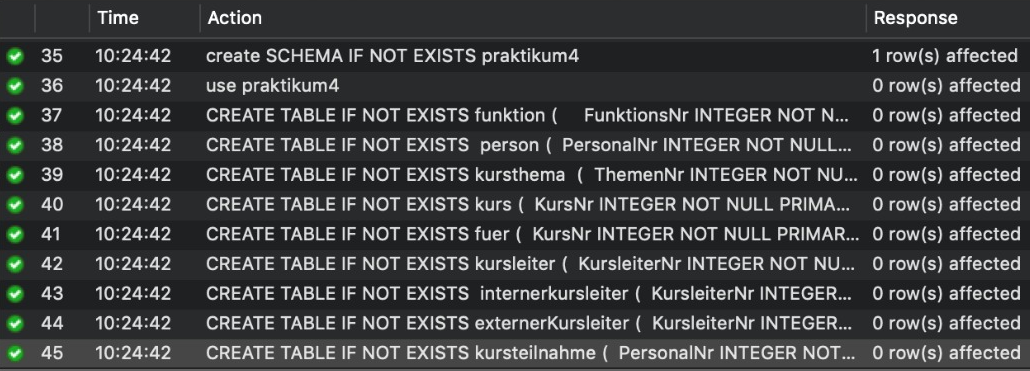 Time Action Response
35 10:24:42 create SCHEMA IF NOT EXISTS praktikum4 1 row(s) affected
36 10:24:42 use praktikum4 0 row(s) affected
37 10:24:42 CREATE TABLE IF NOT EXISTS funktion ( FunktionsNr INTEGER NOT N... 0 row(s) affected
38 10:24:42 CREATE TABLE IF NOT EXISTS person ( PersonalNr INTEGER NOT NULL... 0 row(s) affected
39 10:24:42 CREATE TABLE IF NOT EXISTS kursthema ( ThemenNr INTEGER NOT NU... 0 row(s) affected
40 10:24:42 CREATE TABLE IF NOT EXISTS kurs ( KursNr INTEGER NOT NULL PRIMA... 0 row(s) affected
41 10:24:42 CREATE TABLE IF NOT EXISTS fuer ( KursNr INTEGER NOT NULL PRIMAR... 0 row(s) affected
42 10:24:42 CREATE TABLE IF NOT EXISTS kursleiter ( KursleiterNr INTEGER NOT NU... 0 row(s) affected
43 10:24:42 CREATE TABLE IF NOT EXISTS internerkursleiter ( KursleiterNr INTEGER... 0 row(s) affected
44 10:24:42 CREATE TABLE IF NOT EXISTS externerKursleiter ( KursleiterNr INTEGER... 0 row(s) affected
45 10:24:42 CREATE TABLE IF NOT EXISTS kursteilnahme ( PersonalNr INTEGER NOT... 0 row(s) affected